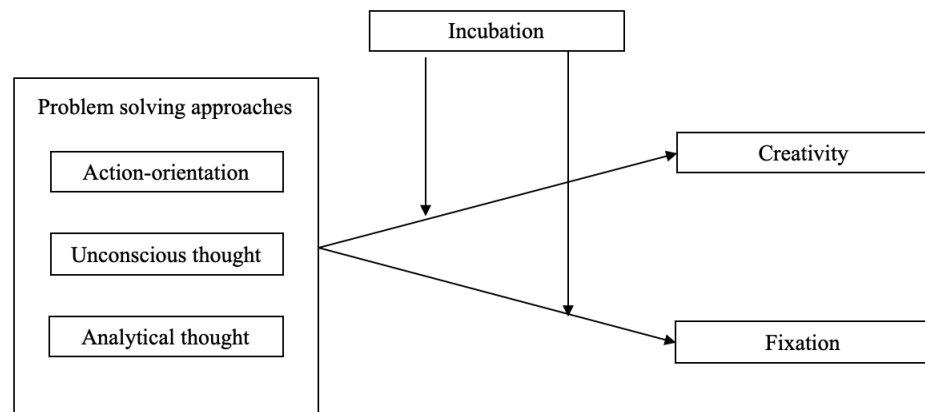 Incubation
Problem solving approaches
Action-orientation
Unconscious thought
Analytical thought
Creativity
Fixation